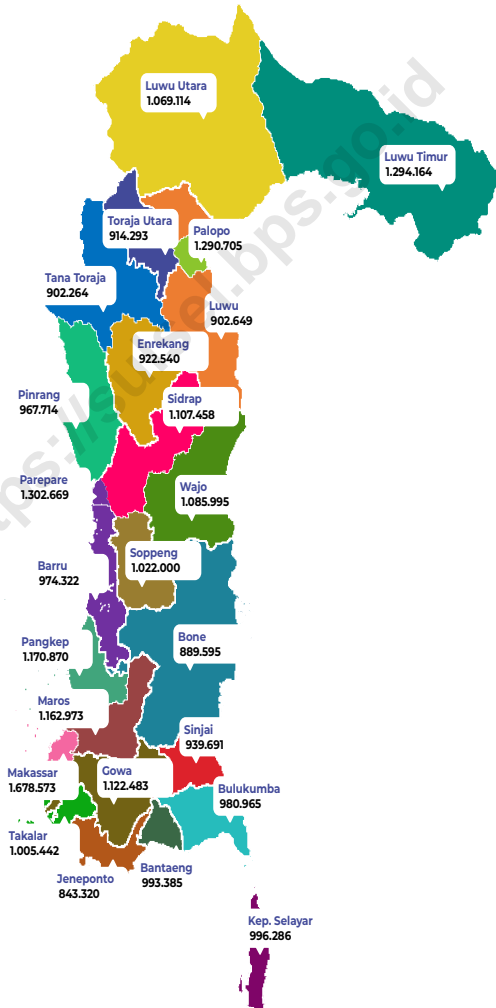 Luwu Utara
1.069.114
Luwu Timur
1.294.164
Toraja Utara
914.293
Palopo
1.290.705
Tana Toraja
902.264
Luwu
902.649
Enrekang
922.540
Pinrang
967.714
Sidrap
1.107.458
Parepare
1.302.669
Wajo
1.085.995
Soppeng
1.022.000
Barru
974.322
Bone
889.595
Pangkep
1.170.870
Maros
1.162.973
Sinjai
939.691
Makassar
1.678.573
Gowa
1.122.483
Bulukumba
980.965
Takalar
1.005.442
Bantaeng
993.385
Jeneponto
843.320
Kep. Selayar
996.286